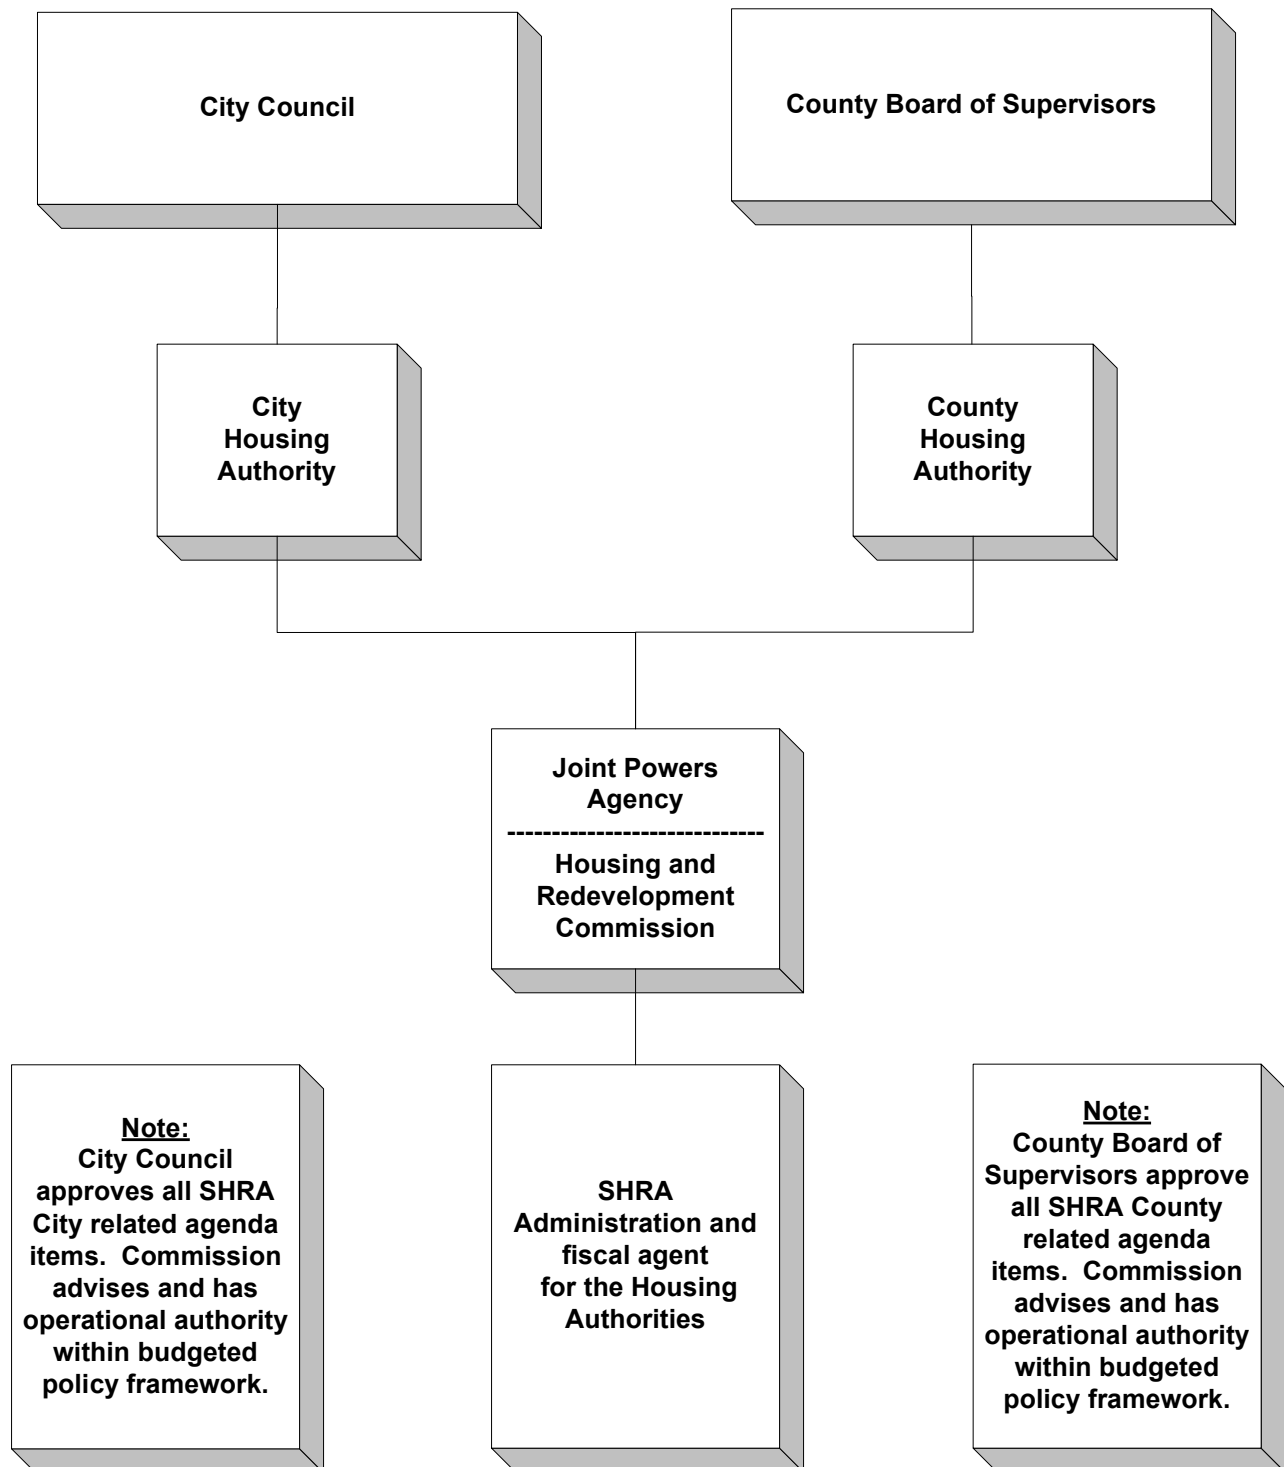 City Council
County Board of Supervisors
City
Housing
Authority
County
Housing
Authority
Joint Powers
Agency
-----------------------------
Housing and
Redevelopment
Commission
Note:
City Council
approves all SHRA
City related agenda
items.  Commission
advises and has
operational authority
within budgeted
policy framework.
SHRA
Administration and
fiscal agent
for the Housing
Authorities
Note:
County Board of
Supervisors approve
all SHRA County
related agenda
items.  Commission
advises and has
operational authority
within budgeted
policy framework.